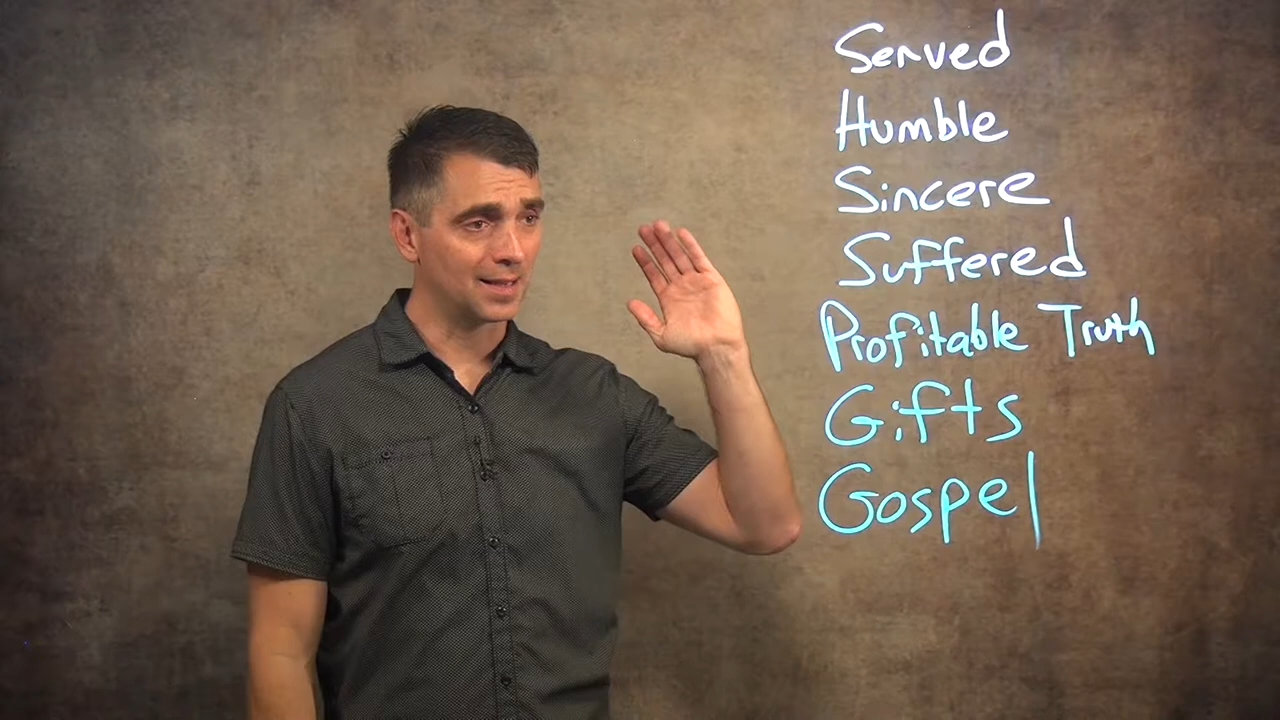 Served
Humble
Sincere
Suffered
Profitable Truth
Gifts
Gospel